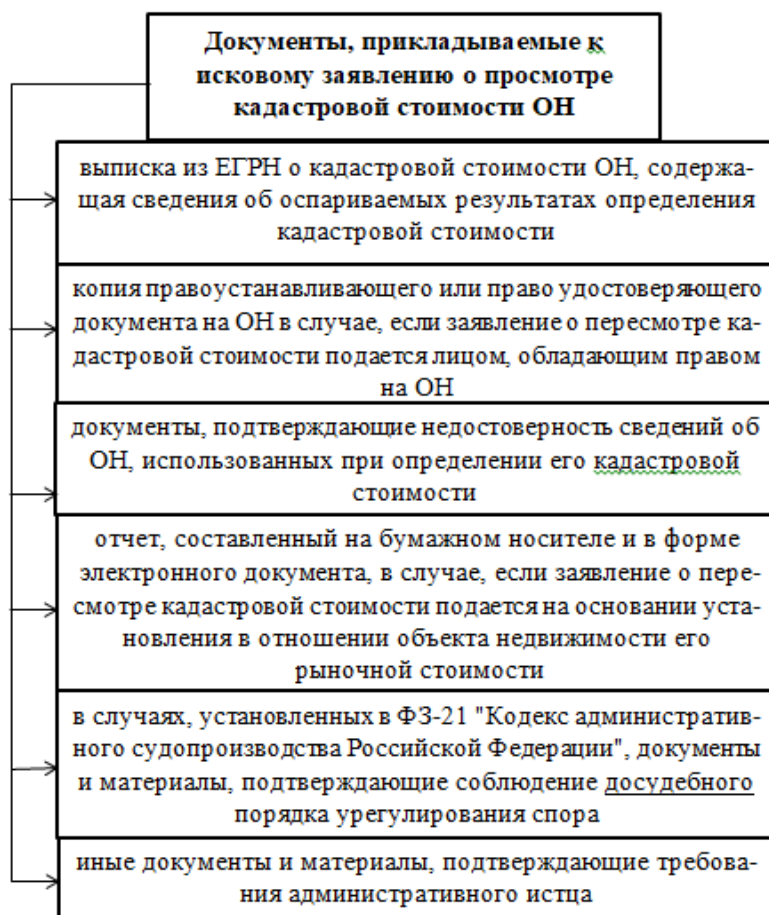 Документы, прикладываемые к
исковому заявлению о просмотре
кадастровой стоимости ОН
выписка из ЕГРН о кадастровой стоимости ОН, содержа-
щая сведения об оспариваемых результатах определения
кадастровой стоимости
копия правоустанавливающего или право удостоверяющего
документа на ОН в случае, если заявление о пересмотре ка-
дастровой стоимости подается лицом, обладающим правом
на ОН
документы, подтверждающие недостоверность сведений об
ОН, использованных при определении его кадастровой
стоимости
отчет, составленный на бумажном носителе и в форме
электронного документа, в случае, если заявление о пере-
смотре кадастровой стоимости подается на основании уста-
новления в отношении объекта недвижимости его
рыночной стоимости
в случаях, установленных в ФЗ-21 "Кодекс административ-
ного судопроизводства Российской Федерации", документы
и материалы, подтверждающие соблюдение досудебного
порядка урегулирования спора
иные документы и материалы, подтверждающие требова-
ния административного истца